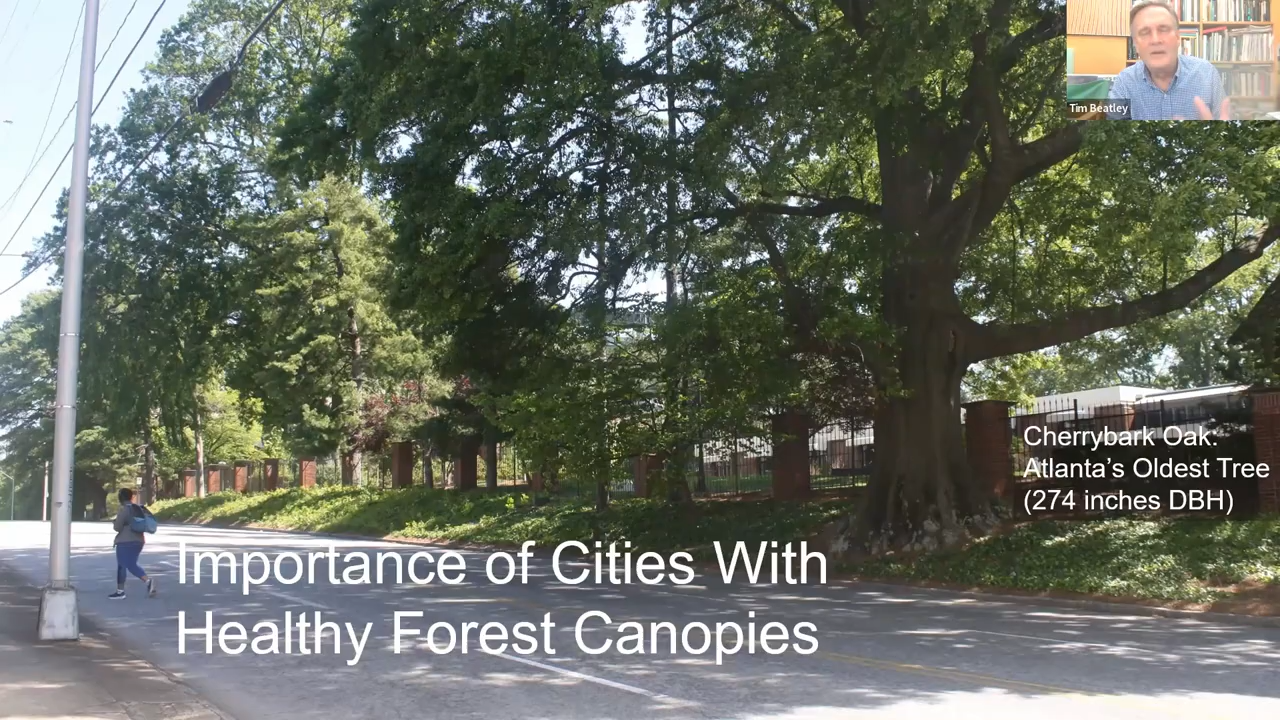 Tim Beatley
Cherrybark Oak:
Atlanta's Oldest Tree
(274 inches DBH)
Importance of Cities With
Healthy Forest Canopies